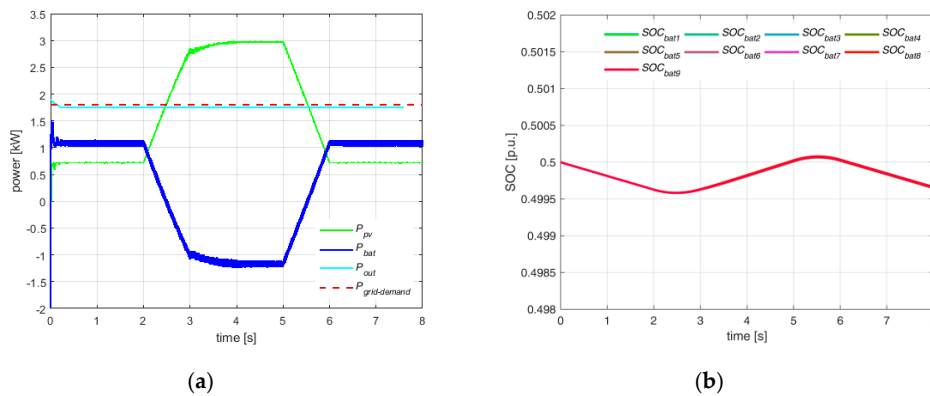 3.5
3
2.5
2
1.5
1
0.5
0
-0.5
-1
-1.5
-2
power [kW]
P_pv
P_bat
P_out
P_grid-demand
0 1 2 3 4 5 6 7 8
time [s]
(a)
0.502
0.5015
0.501
0.5005
0.5
0.4995
0.499
0.4985
0.498
SOC [p.u.]
SOC_bat1 SOC_bat2 SOC_bat3 SOC_bat4
SOC_bat5 SOC_bat6 SOC_bat7 SOC_bat8
SOC_bat9
0 1 2 3 4 5 6 7
time [s]
(b)